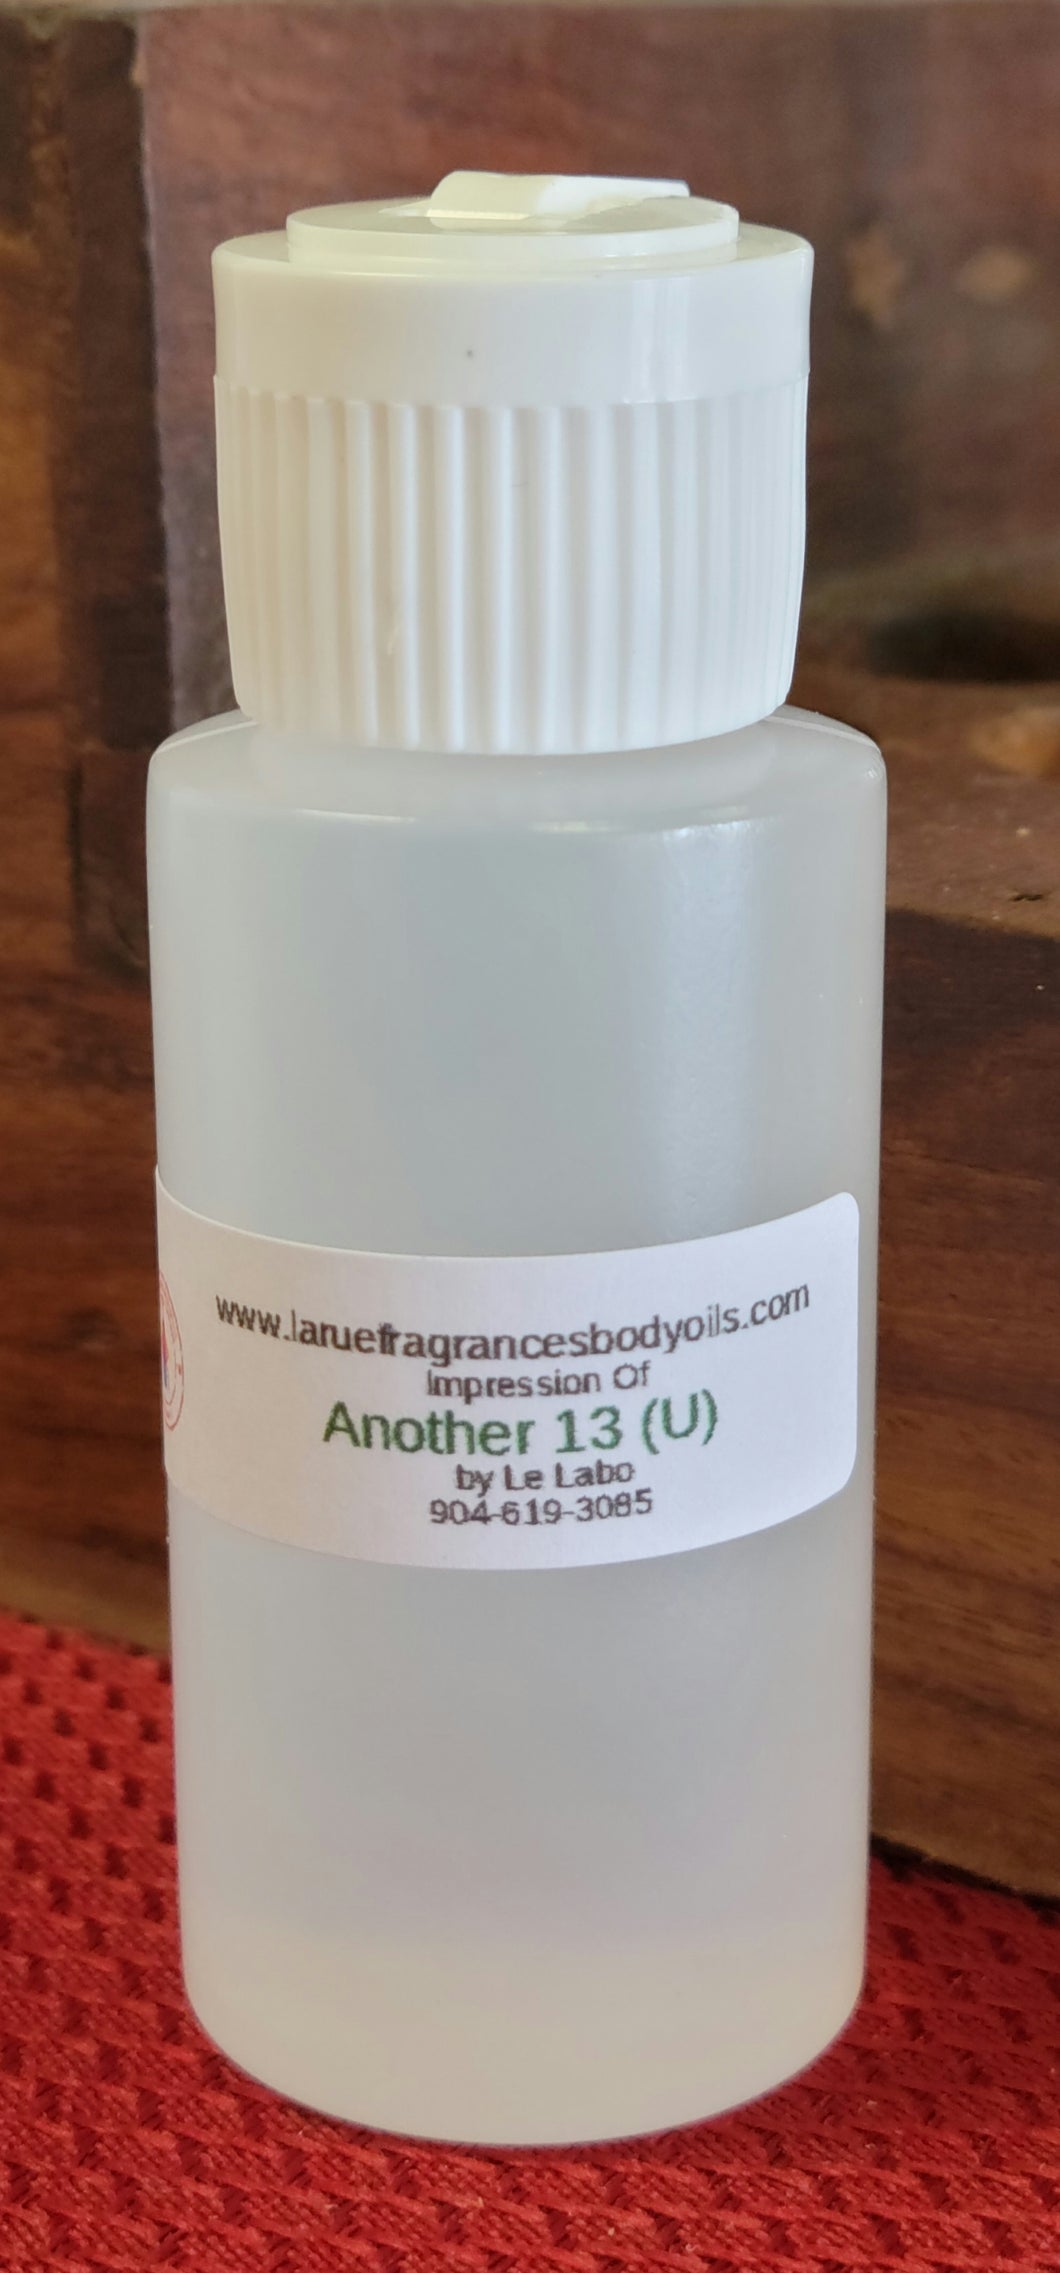 www.laruefragrancesbodyoils.com
Impression Of
Another 13 (U)
by Le Labo
904-619-3085